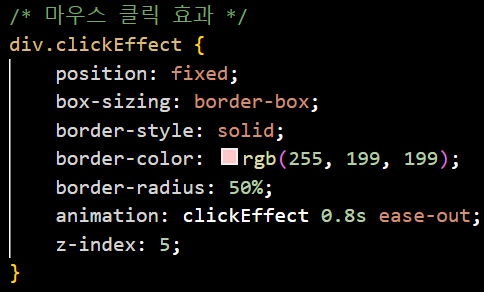 /* 마우스 클릭 효과 */
div.clickEffect {
position: fixed;
box-sizing: border-box;
border-style: solid;
border-color: rgb(255, 199, 199);
border-radius: 50%;
animation: clickEffect 0.8s ease-out;
z-index: 5;
}